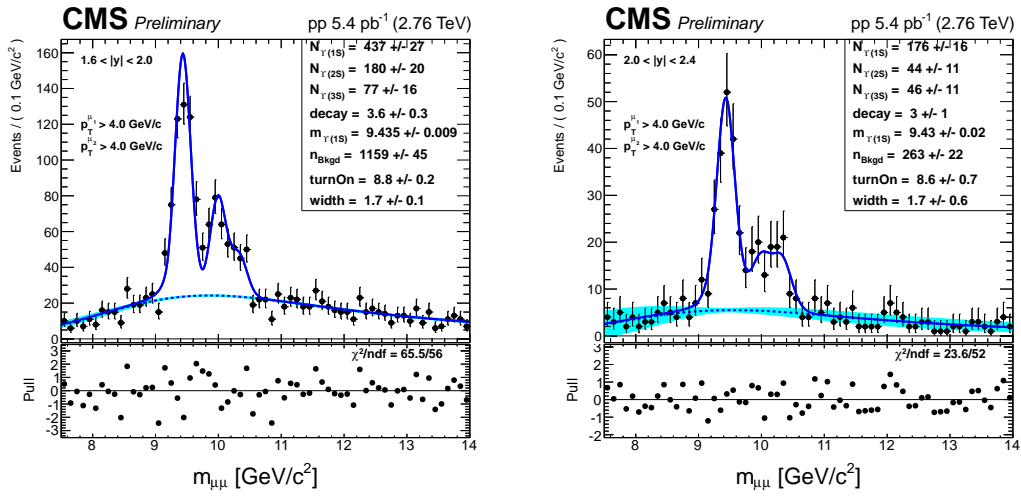 CMS Preliminary
pp 5.4 pb⁻¹ (2.76 TeV)
Events / ( 0.1 GeV/c² )
160
140
120
100
80
60
40
20
0
1.6 < |y| < 2.0
p_T^μ₁ > 4.0 GeV/c
p_T^μ₂ > 4.0 GeV/c
N_ϒ(1S) = 437 +/- 27
N_ϒ(2S) = 180 +/- 20
N_ϒ(3S) = 77 +/- 16
decay = 3.6 +/- 0.3
m_ϒ(1S) = 9.435 +/- 0.009
n_Bkgd = 1159 +/- 45
turnOn = 8.8 +/- 0.2
width = 1.7 +/- 0.1
χ²/ndf = 65.5/56
Pull
3
2
1
0
-1
-2
-3
8 9 10 11 12 13 14
m_μμ [GeV/c²]
CMS Preliminary
pp 5.4 pb⁻¹ (2.76 TeV)
Events / ( 0.1 GeV/c² )
60
50
40
30
20
10
0
2.0 < |y| < 2.4
p_T^μ₁ > 4.0 GeV/c
p_T^μ₂ > 4.0 GeV/c
N_ϒ(1S) = 176 +/- 16
N_ϒ(2S) = 44 +/- 11
N_ϒ(3S) = 46 +/- 11
decay = 3 +/- 1
m_ϒ(1S) = 9.43 +/- 0.02
n_Bkgd = 263 +/- 22
turnOn = 8.6 +/- 0.7
width = 1.7 +/- 0.6
χ²/ndf = 23.6/52
Pull
3
2
1
0
-1
-2
8 9 10 11 12 13 14
m_μμ [GeV/c²]